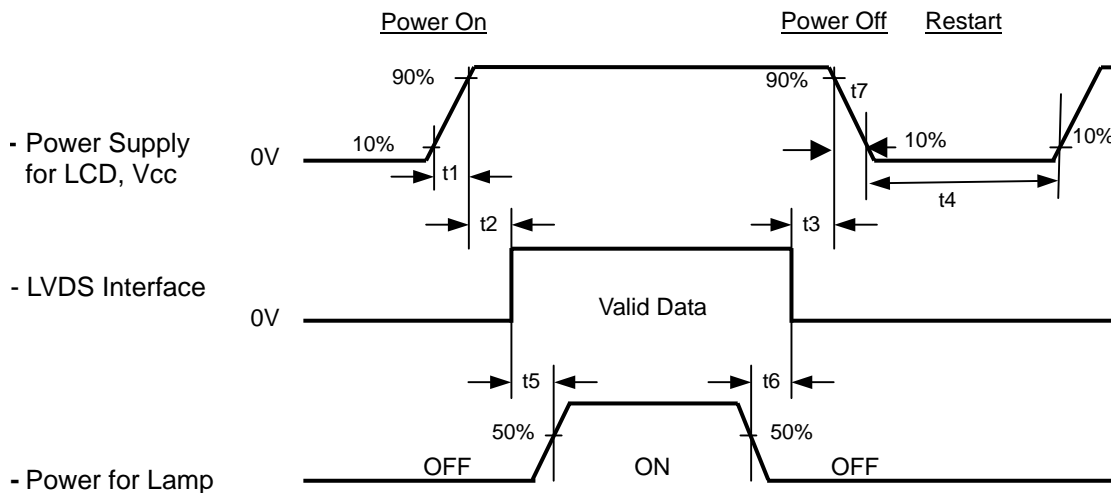 Power On
Power Off
Restart
90%
90%
t7
- Power Supply
for LCD, Vcc
0V
10%
10%
10%
t1
t4
t2
t3
- LVDS Interface
0V
Valid Data
t5
t6
50%
50%
- Power for Lamp
OFF
ON
OFF